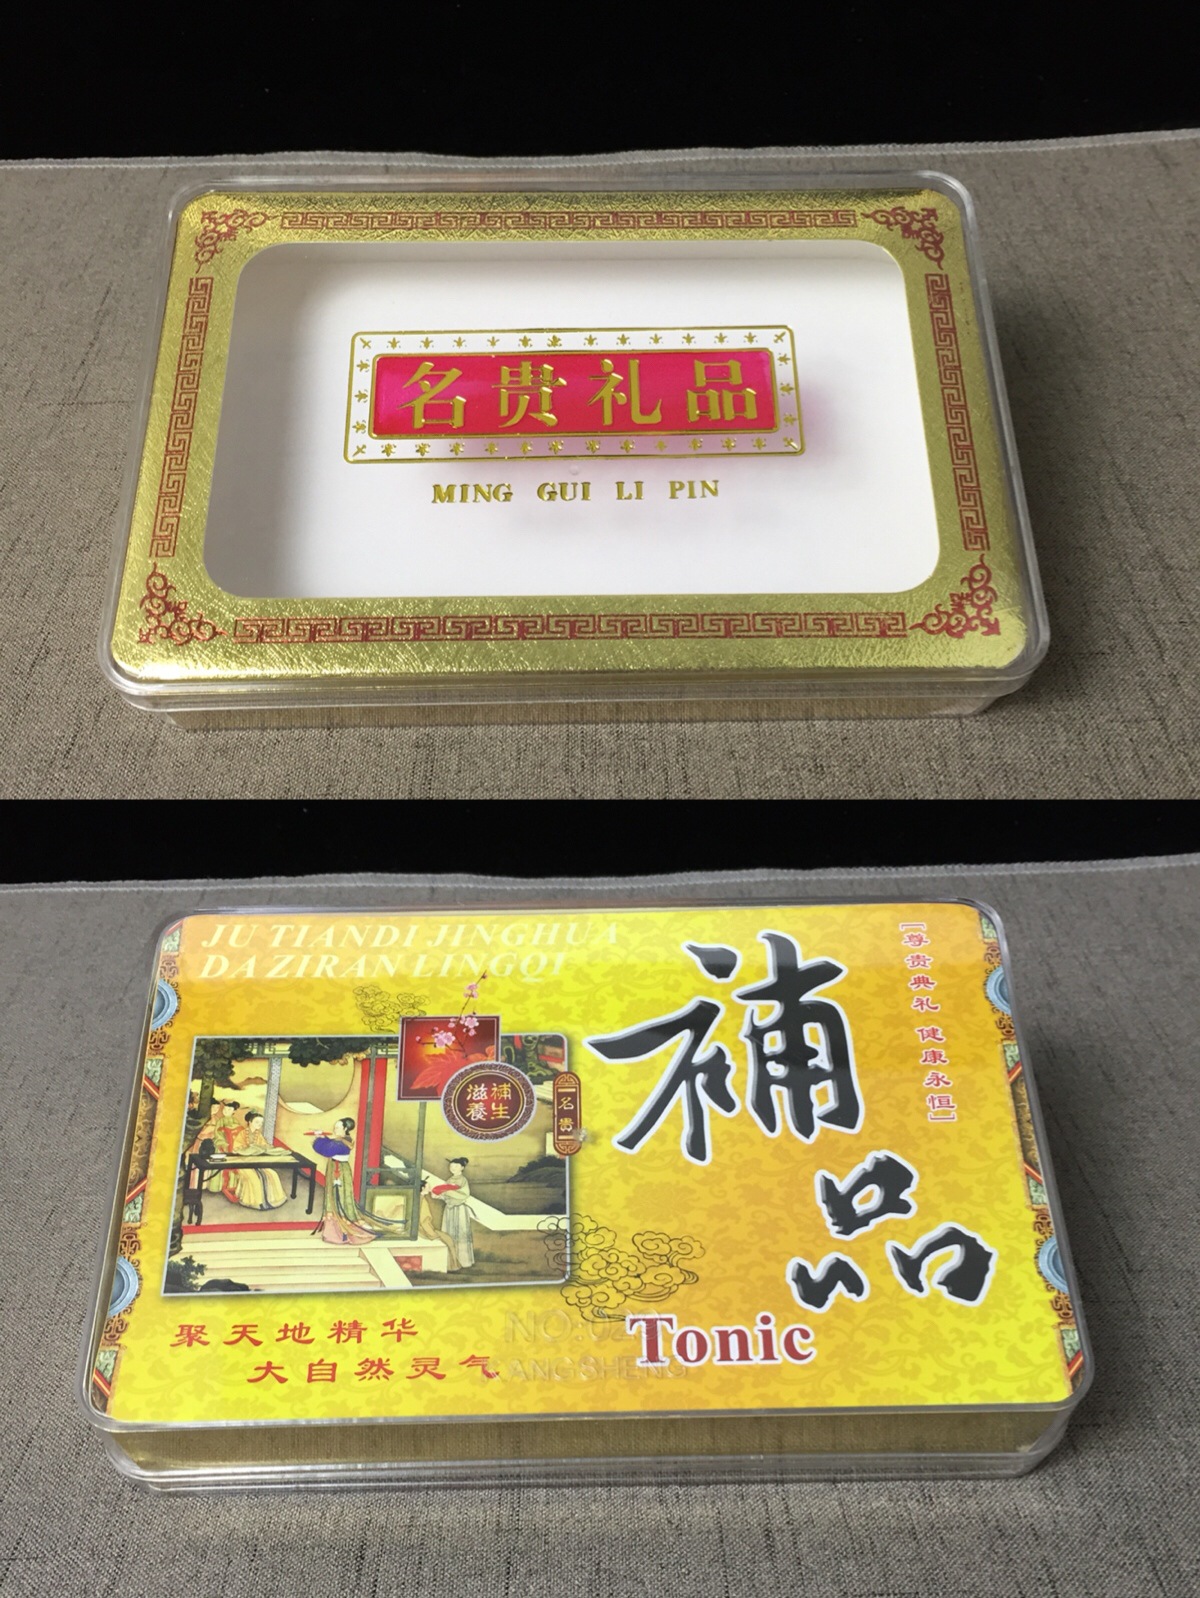 名贵礼品
MING GUI LI PIN
JU TIANDI JINGHUA
DA ZIRAN LINGQI
補品
[尊贵典礼 健康永恒]
滋養
補生
名贵
Tonic
聚天地精华
大自然灵气
KANGSHENG